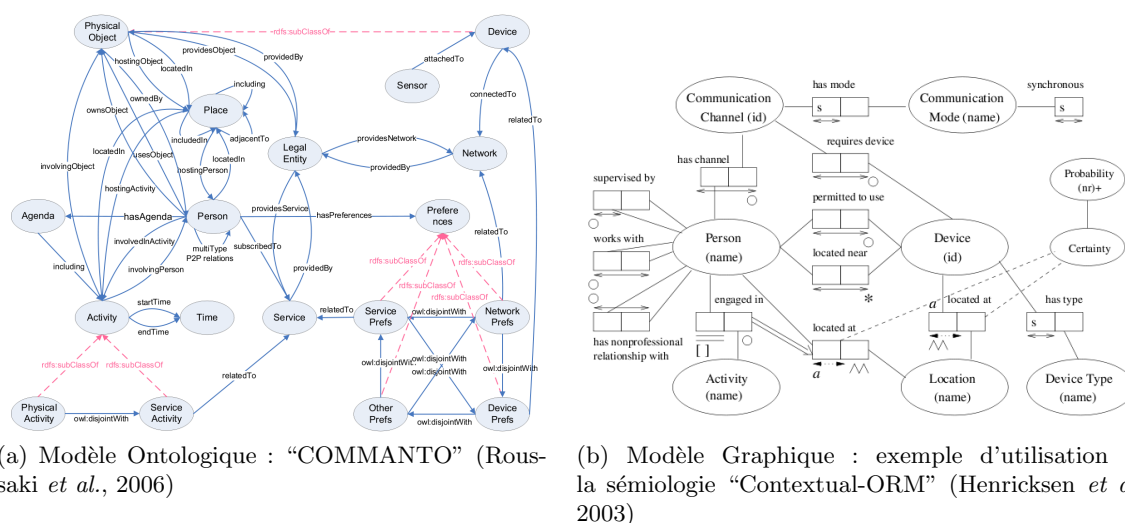 Physical
Object
rdfs:subClassOf
Device
hostingObject
providesObject
providedBy
locatedIn
attachedTo
Sensor
including
ownsObject
ownedBy
Place
connectedTo
relatedTo
locatedIn
usesObject
includedIn
adjacentTo
Legal
Entity
providesNetwork
providedBy
Network
involvingObject
hostingActivity
hostingPerson
locatedIn
Agenda
hasAgenda
Person
providesService
hasPreferences
Prefere
nces
relatedTo
involvedInActivity
multiType
P2P relations
subscribedTo
including
involvingPerson
providedBy
rdfs:subClassOf
rdfs:subClassOf
rdfs:subClassOf
rdfs:subClassOf
Activity
startTime
endTime
Time
Service
relatedTo
Service
Prefs
owl:disjointWith
Network
Prefs
rdfs:subClassOf
rdfs:subClassOf
owl:disjointWith
owl:disjointWith
owl:disjointWith
owl:disjointWith
relatedTo
Physical
Activity
owl:disjointWith
Service
Activity
Other
Prefs
owl:disjointWith
Device
Prefs
(a) Modèle Ontologique : “COMMANTO” (Rous-
saki et al., 2006)
Communication
Channel (id)
has mode
s
Communication
Mode (name)
synchronous
s
requires device
has channel
Probability
(nr)+
supervised by
permitted to use
works with
Person
(name)
located near
Device
(id)
Certainty
*
engaged in
a
located at
has type
located at
s
has nonprofessional
relationship with
[ ]
a
Activity
(name)
Location
(name)
Device Type
(name)
(b) Modèle Graphique : exemple d’utilisation
la sémiologie “Contextual-ORM” (Henricksen et
2003)